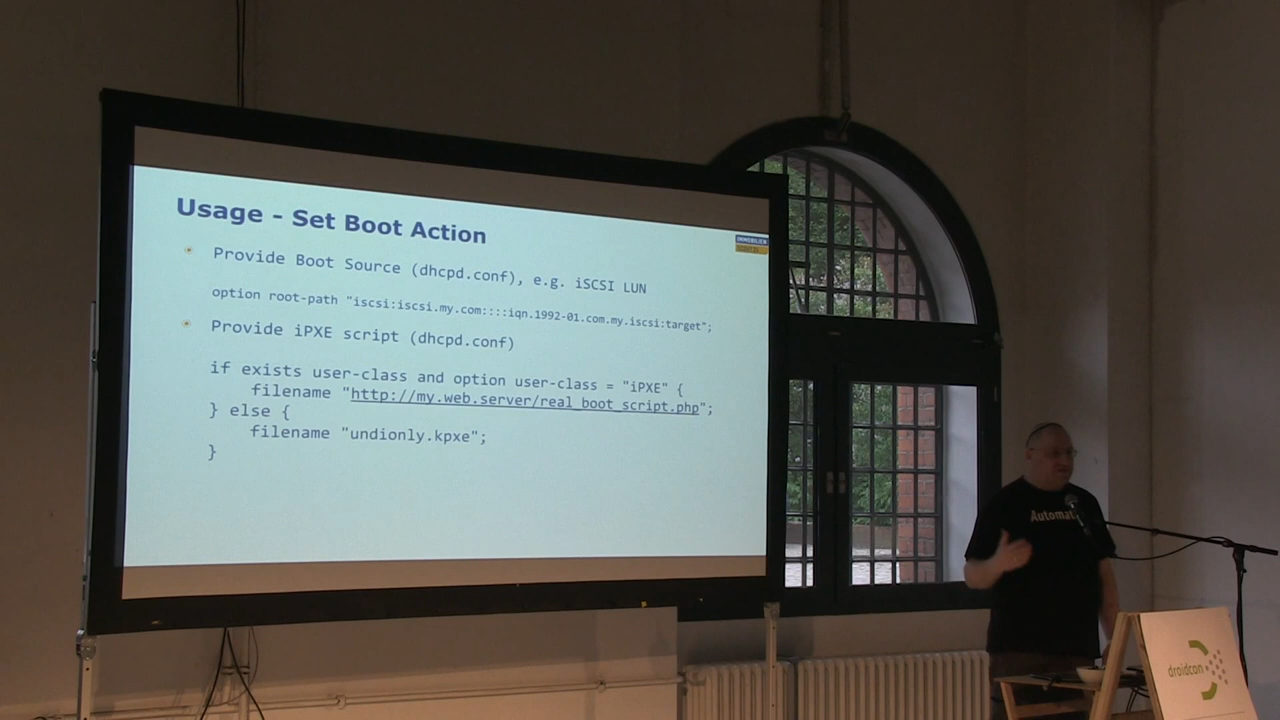 Usage - Set Boot Action
IMMOBILIEN
Provide Boot Source (dhcpd.conf), e.g. iSCSI LUN
option root-path "iscsi:iscsi.my.com::::iqn.1992-01.com.my.iscsi:target";
Provide iPXE script (dhcpd.conf)
if exists user-class and option user-class = "iPXE" {
filename "http://my.web.server/real_boot_script.php";
} else {
filename "undionly.kpxe";
}
Automat
droidcon